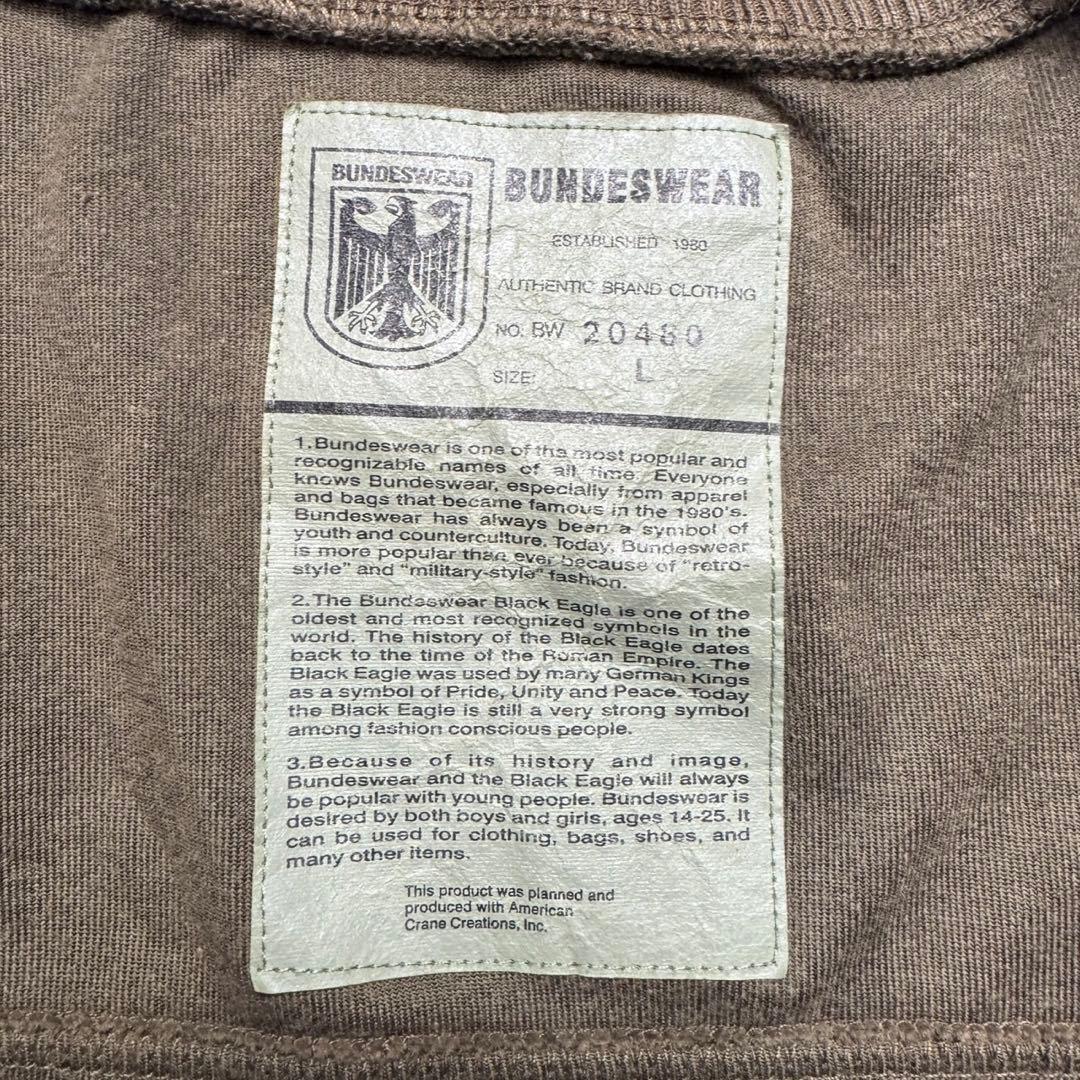 BUNDESWEAR
BUNDESWEAR
ESTABLISHED 1980
AUTHENTIC BRAND CLOTHING
NO. BW 20480
SIZE: L
1.Bundeswear is one of the most popular and
recognizable names of all time. Everyone
knows Bundeswear, especially from apparel
and bags that became famous in the 1980's.
Bundeswear has always been a symbol of
youth and counterculture. Today, Bundeswear
is more popular than ever because of "retro-
style" and "military-style" fashion.
2.The Bundeswear Black Eagle is one of the
oldest and most recognized symbols in the
world. The history of the Black Eagle dates
back to the time of the Roman Empire. The
Black Eagle was used by many German Kings
as a symbol of Pride, Unity and Peace. Today
the Black Eagle is still a very strong symbol
among fashion conscious people.
3.Because of its history and image,
Bundeswear and the Black Eagle will always
be popular with young people. Bundeswear is
desired by both boys and girls, ages 14-25. It
can be used for clothing, bags, shoes, and
many other items.
This product was planned and
produced with American
Crane Creations, Inc.